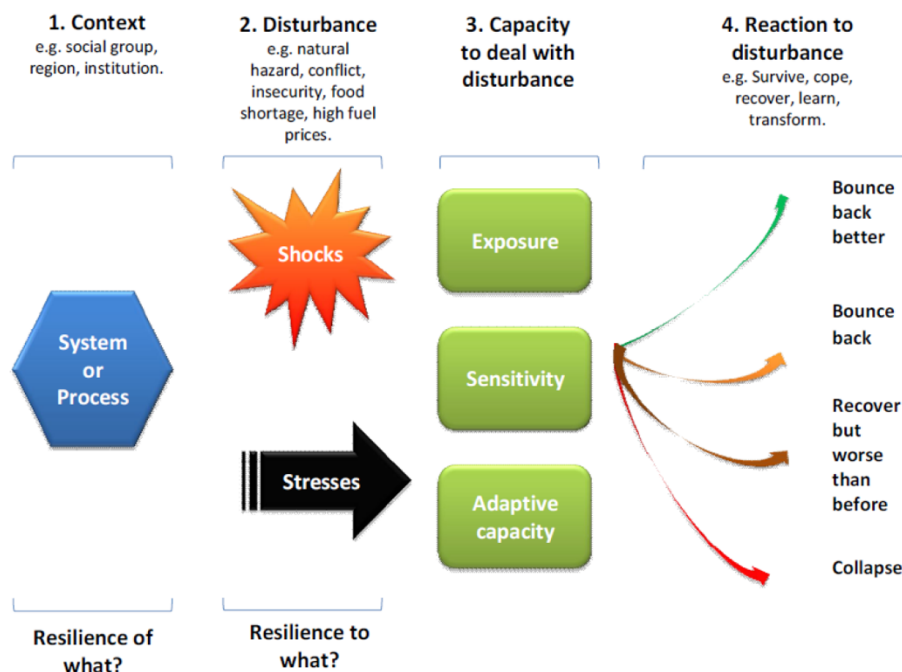 1. Context
e.g. social group,
region, institution.
2. Disturbance
e.g. natural
hazard, conflict,
insecurity, food
shortage, high fuel
prices.
3. Capacity
to deal with
disturbance
4. Reaction to
disturbance
e.g. Survive, cope,
recover, learn,
transform.
System
or
Process
Shocks
Stresses
Exposure
Sensitivity
Adaptive
capacity
Bounce
back
better
Bounce
back
Recover
but
worse
than
before
Collapse
Resilience of
what?
Resilience to
what?